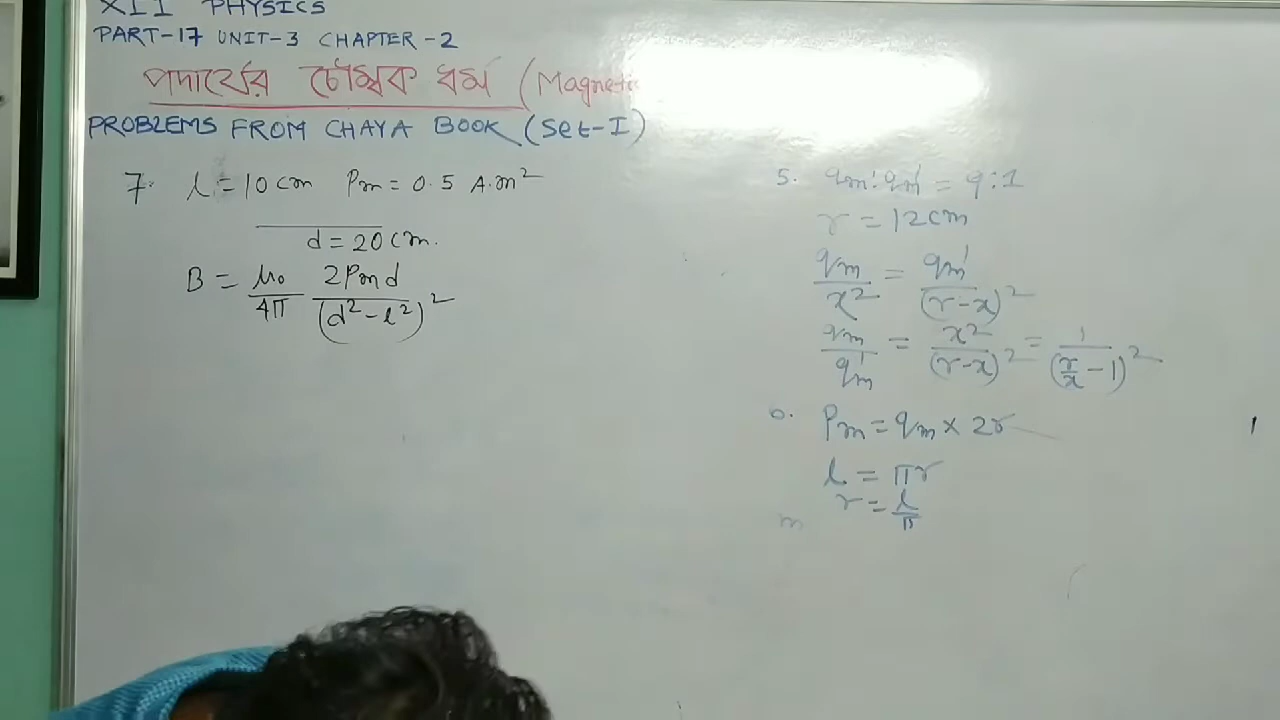 XII PHYSICS
PART-17 UNIT-3 CHAPTER-2
পদার্থের চৌম্বক ধর্ম (Magnetic
PROBLEMS FROM CHAYA BOOK (Set-I)
7. l = 10 cm Pm = 0.5 A.m²
d = 20 cm.
B = μ₀/4π 2Pmd/(d² - l²)²
5. qm : qm' = 9:1
r = 12 cm
qm/x² = qm'/(r-x)²
qm/qm' = x²/(r-x)² = 1/(r/x - 1)²
6. Pm = qm × 2r
l = πr
r = l/π
m